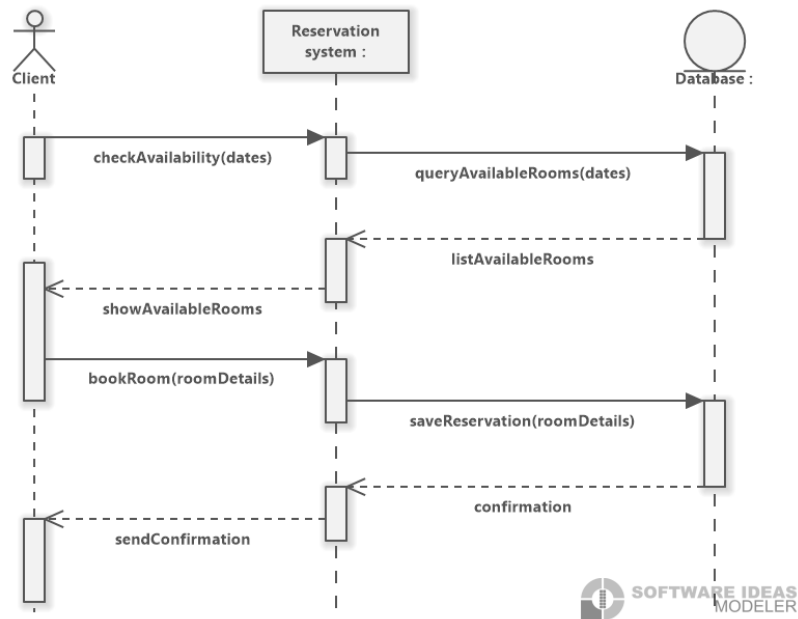 Reservation
system :
Client
Database :
checkAvailability(dates)
queryAvailableRooms(dates)
listAvailableRooms
showAvailableRooms
bookRoom(roomDetails)
saveReservation(roomDetails)
confirmation
sendConfirmation
SOFTWARE IDEAS
MODELER